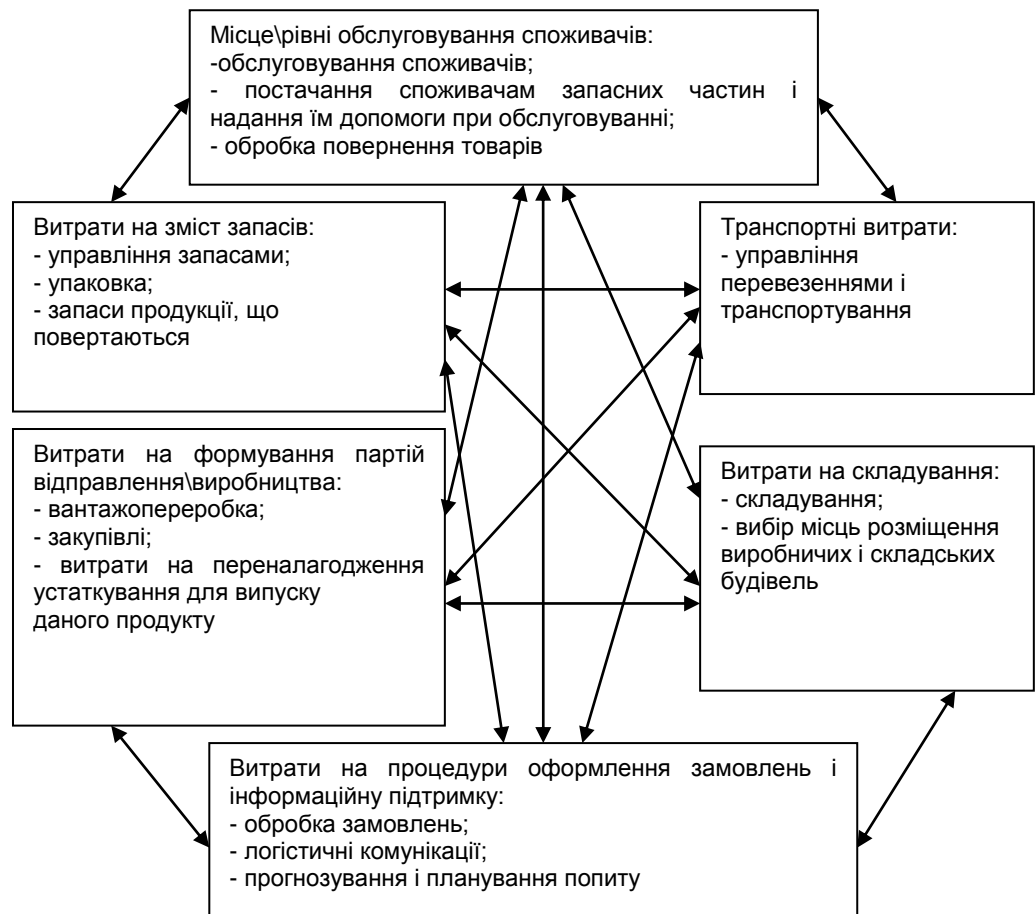 Місце\рівні обслуговування споживачів:
-обслуговування споживачів;
- постачання споживачам запасних частин і
надання їм допомоги при обслуговуванні;
- обробка повернення товарів
Витрати на зміст запасів:
- управління запасами;
- упаковка;
- запаси продукції, що
повертаються
Транспортні витрати:
- управління
перевезеннями і
транспортування
Витрати на формування партій
відправлення\виробництва:
- вантажопереробка;
- закупівлі;
- витрати на переналагодження
устаткування для випуску
даного продукту
Витрати на складування:
- складування;
- вибір місць розміщення
виробничих і складських
будівель
Витрати на процедури оформлення замовлень і
інформаційну підтримку:
- обробка замовлень;
- логістичні комунікації;
- прогнозування і планування попиту